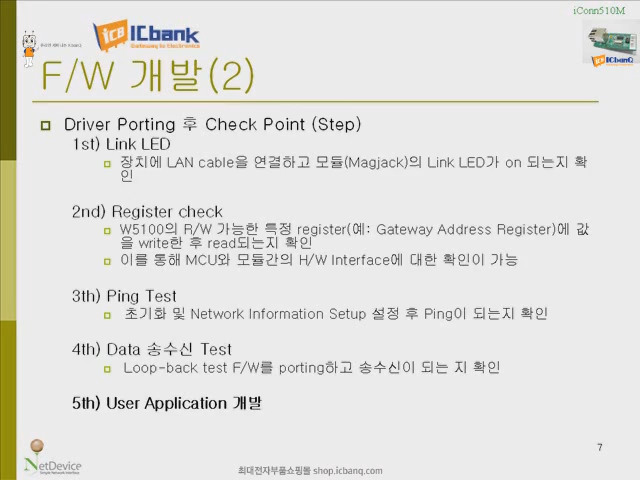 iConn510M
ICbank
Gateway to Electronics
ICbanQ
F/W 개발(2)
Driver Porting 후 Check Point (Step)
1st) Link LED
장치에 LAN cable을 연결하고 모듈(Magjack)의 Link LED가 on 되는지 확
인
2nd) Register check
W5100의 R/W 가능한 특정 register(예: Gateway Address Register)에 값
을 write한 후 read되는지 확인
이를 통해 MCU와 모듈간의 H/W Interface에 대한 확인이 가능
3th) Ping Test
초기화 및 Network Information Setup 설정 후 Ping이 되는지 확인
4th) Data 송수신 Test
Loop-back test F/W를 porting하고 송수신이 되는 지 확인
5th) User Application 개발
7
NetDevice
Simple Network Interface
최대전자부품쇼핑몰 shop.icbanq.com